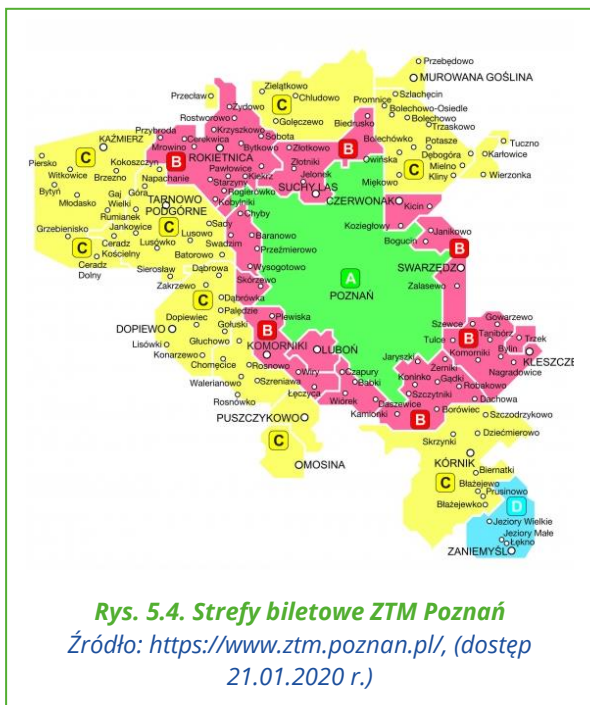 Przebędowo
MUROWANA GOŚLINA
Zielątkowo
Szlachęcin
Przecław
C Chludowo
Promnice
Bolechowo-Osiedle
Żydowo
Bolechowo
Rostworowo
Golęczewo
Biedrusko
Trzaskowo
KAŹMIERZ
Przybroda
Krzyszkowo
Sobota
Bolechówko
Potasze
Tuczno
C
Mrowino
Cerekwica
Bytkowo
Złotkowo
B
Owińska
Dębogóra
Karłowice
Piersko
Kokoszczyn
B
ROKIETNICA
Złotniki
Mielno
C
Witkowice
Brzezno
Napachanie
Pawłowice
Kiekrz
Jelonek
Miękowo
Kliny
Wierzonka
Bytyń
Gaj Wielki
Góra
Starzyny
Rogierówko
SUCHY LAS
Młodasko
TARNOWO PODGÓRNE
Kobylniki
CZERWONAK
Kicin
Rumianek
Chyby
Grzebienisko
Jankowice
C
Sady
Koziegłowy
Janikowo
Ceradz Kościelny
Lusowo
Baranowo
Bogucin
C
Lusówko
Swadzim
Przeźmierowo
B
Ceradz Dolny
Batorowo
Wysogotowo
A
SWARZĘDZ
Sierosław
Dąbrowa
Skórzewo
POZNAŃ
Zakrzewo
Zalasewo
C
Dąbrówka
Palędzie
Plewiska
Gowarzewo
Dopiewiec
Szewce
DOPIEWO
Gołuski
B
Tanibórz
Trzek
Lisówki
Głuchowo
KOMORNIKI
LUBOŃ
Tulce
B
Bylin
Konarzewo
Jaryszki
Komorniki
KLESZCZE
Chomęcice
Rosnowo
Wiry
Czapury
Żerniki
Nagradowice
Koninko
Gądki
Walerianowo
Szreniawa
Babki
Robakowo
Szczytniki
Rosnówko
Łęczyca
Daszewice
Dachowa
Wiórek
Borówiec
PUSZCZYKOWO
Kamionki
B
Szczodrzykowo
Skrzynki
Dziećmierowo
C
MOSINA
KÓRNIK
Biernatki
C
Błażejewo
Prusinowo
Błażejewko
D
Jeziory Wielkie
Jeziory Małe
Łękno
ZANIEMYŚL
Rys. 5.4. Strefy biletowe ZTM Poznań
Źródło: https://www.ztm.poznan.pl/, (dostęp
21.01.2020 r.)